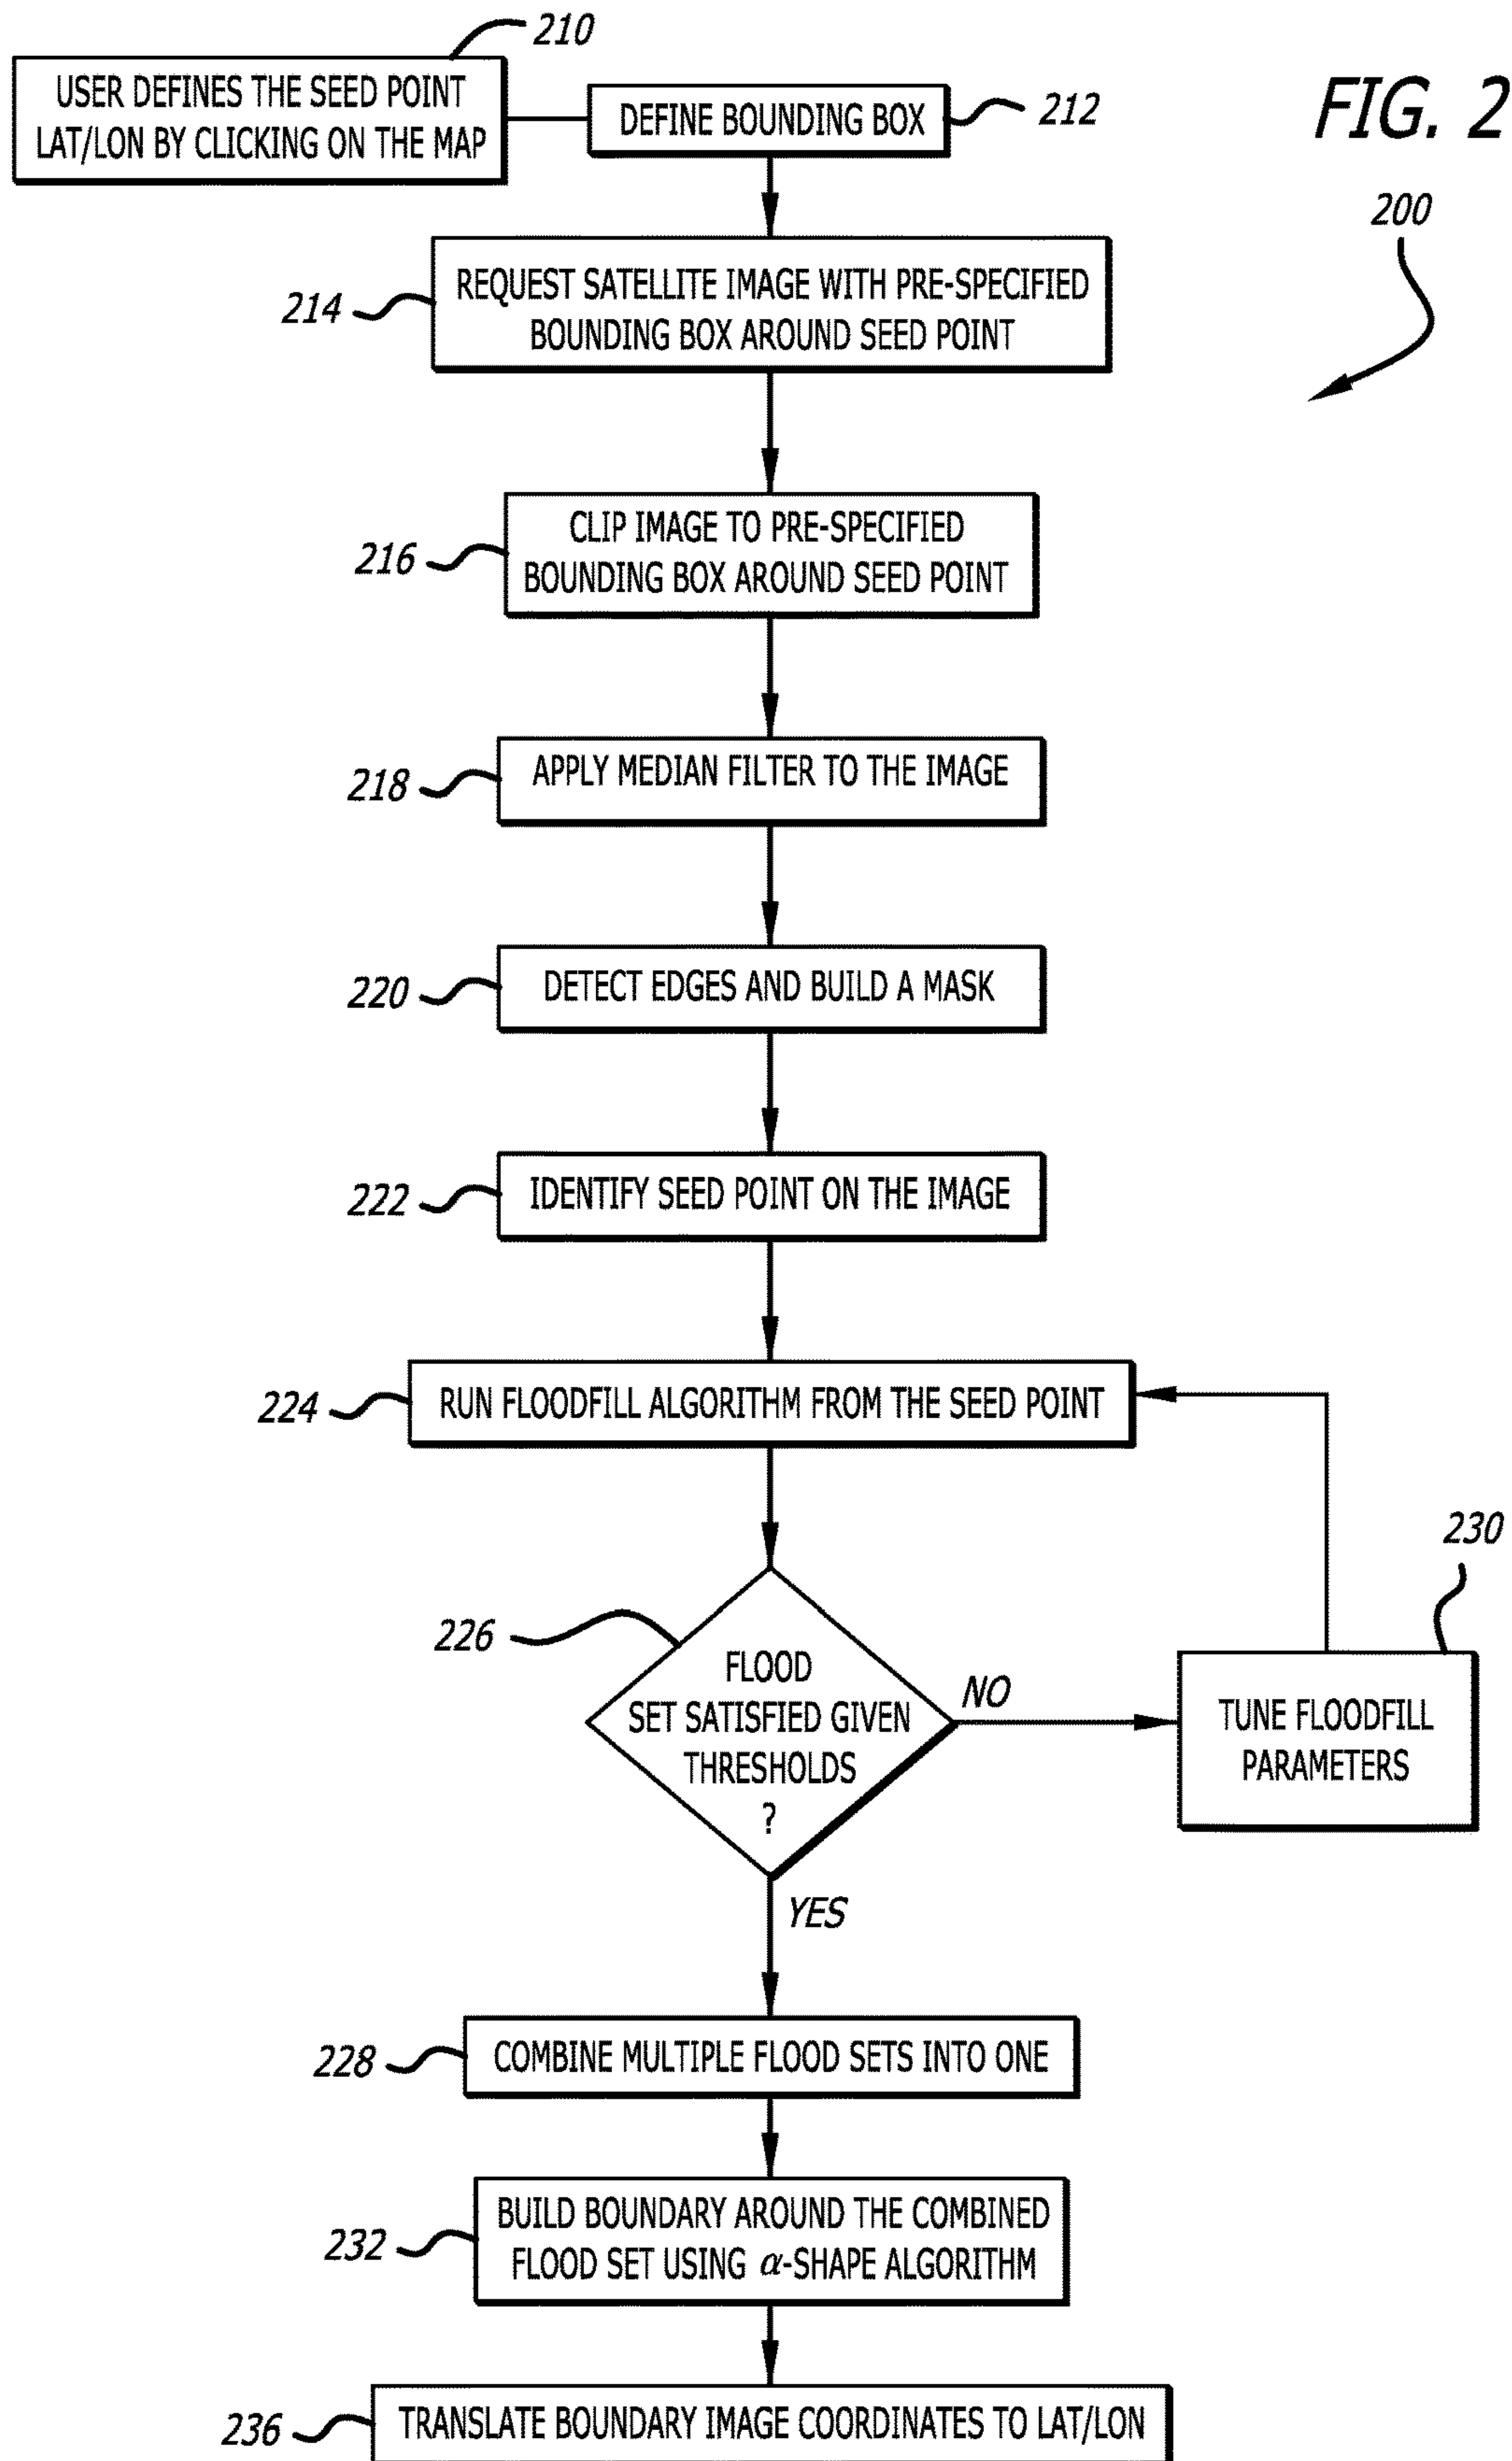 210
USER DEFINES THE SEED POINT
LAT/LON BY CLICKING ON THE MAP
DEFINE BOUNDING BOX
212
FIG. 2
200
214
REQUEST SATELLITE IMAGE WITH PRE-SPECIFIED
BOUNDING BOX AROUND SEED POINT
216
CLIP IMAGE TO PRE-SPECIFIED
BOUNDING BOX AROUND SEED POINT
218
APPLY MEDIAN FILTER TO THE IMAGE
220
DETECT EDGES AND BUILD A MASK
222
IDENTIFY SEED POINT ON THE IMAGE
224
RUN FLOODFILL ALGORITHM FROM THE SEED POINT
226
FLOOD
SET SATISFIED GIVEN
THRESHOLDS
?
NO
230
TUNE FLOODFILL
PARAMETERS
YES
228
COMBINE MULTIPLE FLOOD SETS INTO ONE
232
BUILD BOUNDARY AROUND THE COMBINED
FLOOD SET USING α-SHAPE ALGORITHM
236
TRANSLATE BOUNDARY IMAGE COORDINATES TO LAT/LON